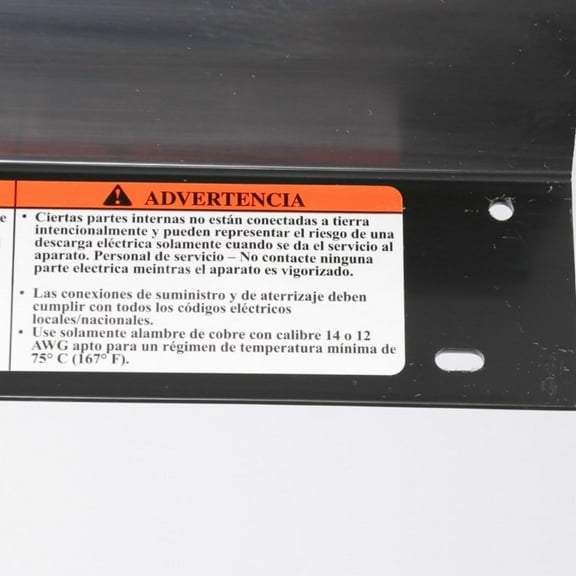 ADVERTENCIA
e • Ciertas partes internas no están conectadas a tierra
intencionalmente y pueden representar el riesgo de una
descarga eléctrica solamente cuando se da el servicio al
aparato. Personal de servicio – No contacte ninguna
parte electrica meintras el aparato es vigorizado.
• Las conexiones de suministro y de aterrizaje deben
cumplir con todos los códigos eléctricos
locales/nacionales.
• Use solamente alambre de cobre con calibre 14 o 12
AWG apto para un régimen de temperatura mínima de
75° C (167° F).